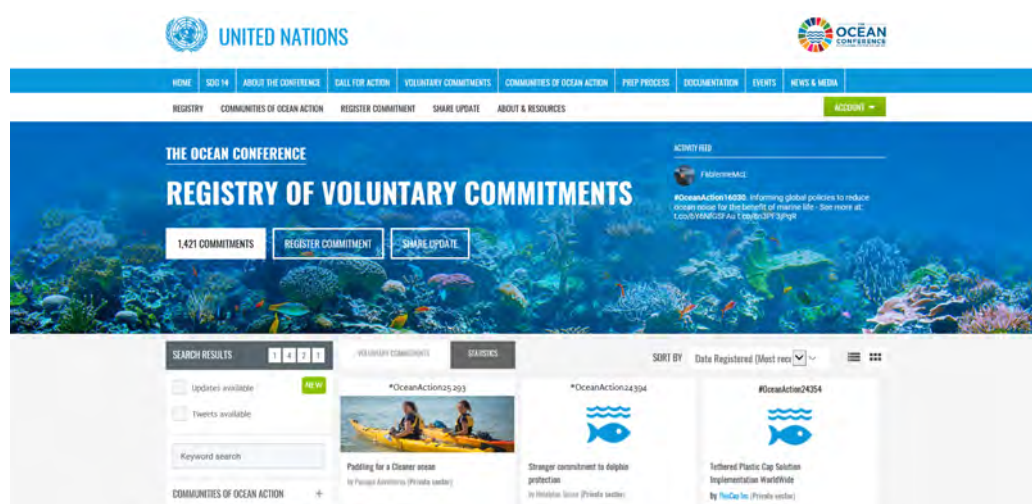 UNITED NATIONS
THE OCEAN CONFERENCE
HOME SDG 14 ABOUT THE CONFERENCE CALL FOR ACTION VOLUNTARY COMMITMENTS COMMUNITIES OF OCEAN ACTION PREP PROCESS DOCUMENTATION EVENTS NEWS & MEDIA
REGISTRY COMMUNITIES OF OCEAN ACTION REGISTER COMMITMENT SHARE UPDATE ABOUT & RESOURCES ACCOUNT
THE OCEAN CONFERENCE
REGISTRY OF VOLUNTARY COMMITMENTS
1,421 COMMITMENTS REGISTER COMMITMENT SHARE UPDATE
ACTIVITY FEED
#OceanAction16030. Informing global policies to reduce
ocean noise for the benefit of marine life - See more at:
SEARCH RESULTS 1 4 2 1
VOLUNTARY COMMITMENTS STATISTICS
SORT BY Date Registered (Most rece
Updates available NEW
Tweets available
Keyword search
COMMUNITIES OF OCEAN ACTION +
*OceanAction25293
Paddling for a Cleaner ocean
(Private sector)
*OceanAction24394
Stronger commitment to dolphin
protection
(Private sector)
#OceanAction24354
Tethered Plastic Cap Solution
Implementation WorldWide
by Inc (Private sector)